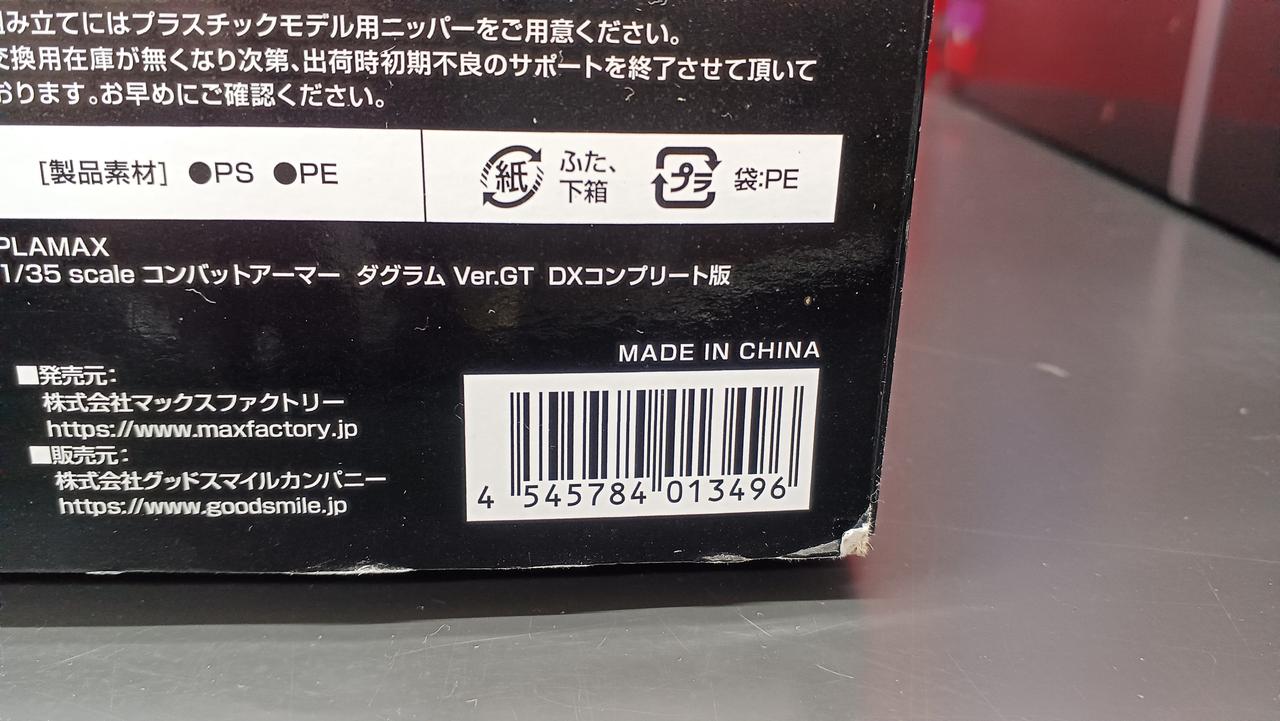 み立てにはプラスチックモデル用ニッパーをご用意ください。
交換用在庫が無くなり次第、出荷時初期不良のサポートを終了させて頂いて
おります。お早めにご確認ください。
[製品素材] ●PS ●PE
紙 ふた、
下箱
プラ 袋:PE
PLAMAX
1/35 scale コンバットアーマー ダグラム Ver.GT DXコンプリート版
MADE IN CHINA
■発売元:
株式会社マックスファクトリー
https://www.maxfactory.jp
■販売元:
株式会社グッドスマイルカンパニー
https://www.goodsmile.jp
4 545784 013496